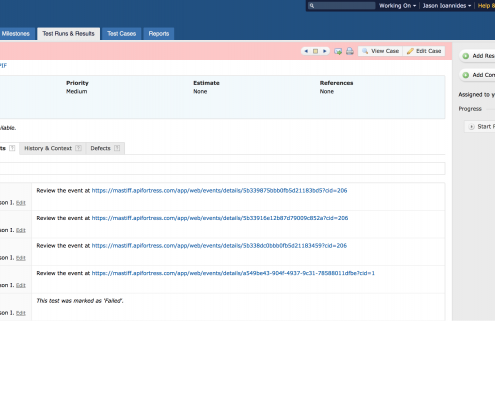 Working On Jason Ioannides Help &
Milestones Test Runs & Results Test Cases Reports
View Case Edit Case
Add Res
PIF
Add Com
Priority Estimate References
Medium None None
Assigned to y
Progress
ilable.
Start P
ts ? History & Context ? Defects ?
Review the event at https://mastiff.apifortress.com/app/web/events/details/5b339875bbb0fb5d21183bd5?cid=206
son I. Edit
Review the event at https://mastiff.apifortress.com/app/web/events/details/5b33916e12b87d79009c852a?cid=206
son I. Edit
Review the event at https://mastiff.apifortress.com/app/web/events/details/5b338dc0bbb0fb5d21183459?cid=206
son I. Edit
Review the event at https://mastiff.apifortress.com/app/web/events/details/a549be43-904f-4937-9c31-78588011dfbe?cid=1
son I. Edit
This test was marked as 'Failed'.
son I. Edit